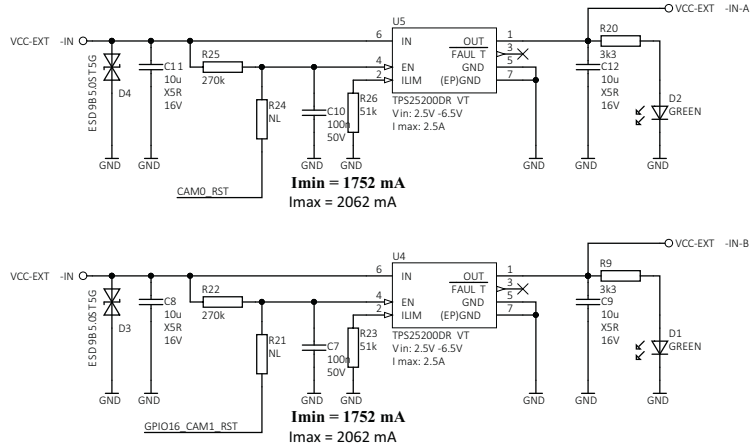 VCC-EXT -IN-A
U5
R20
VCC-EXT -IN
R25
6 IN OUT 1
3k3
FAUL T 3
C11
270k
4 EN GND 5
C12
10u
2 ILIM (EP)GND 7
10u
ESD9B5.0ST5G
D4
X5R
16V
R24
NL
C10
100n
50V
R26
51k
TPS25200DR VT
Vin: 2.5V -6.5V
I max: 2.5A
X5R
16V
D2
GREEN
GND GND GND GND GND GND GND
CAM0_RST
Imin = 1752 mA
Imax = 2062 mA
VCC-EXT -IN-B
U4
R9
VCC-EXT -IN
R22
6 IN OUT 1
3k3
FAUL T 3
C8
270k
4 EN GND 5
C9
10u
2 ILIM (EP)GND 7
10u
ESD9B5.0ST5G
D3
X5R
16V
R21
NL
C7
100n
50V
R23
51k
TPS25200DR VT
Vin: 2.5V -6.5V
I max: 2.5A
X5R
16V
D1
GREEN
GND GND GND GND GND GND GND
GPIO16_CAM1_RST
Imin = 1752 mA
Imax = 2062 mA